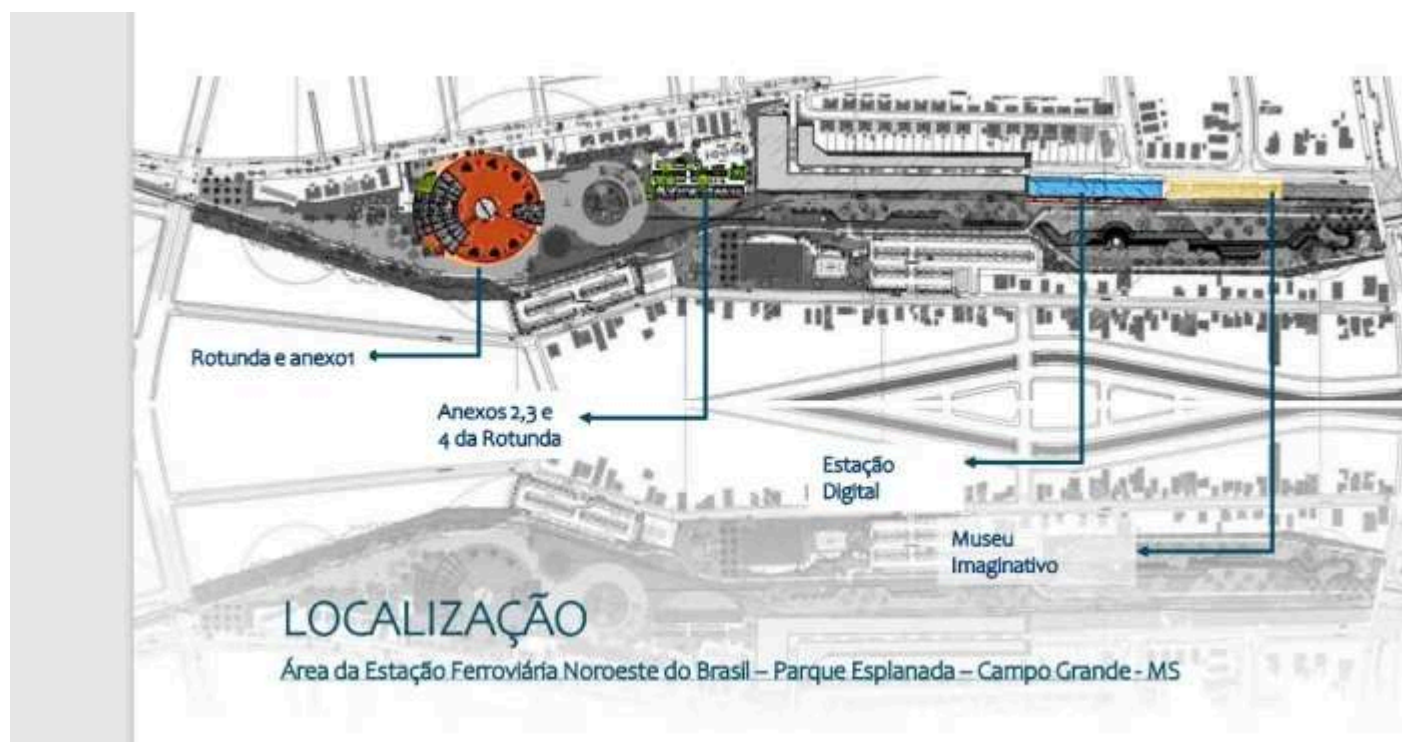 Rotunda e anexo1
Anexos 2,3 e
4 da Rotunda
Estação
Digital
Museu
Imaginativo
LOCALIZAÇÃO
Área da Estação Ferroviária Noroeste do Brasil – Parque Esplanada – Campo Grande - MS